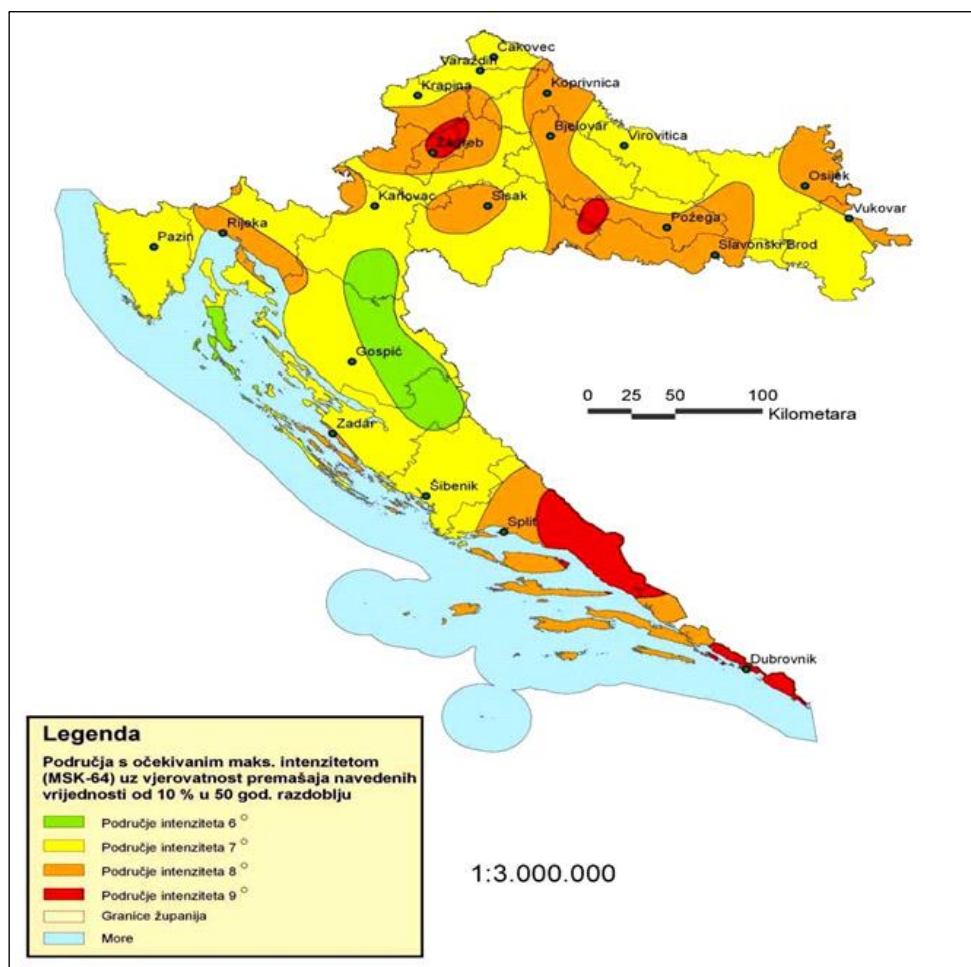 Čakovec
Varaždin
Krapina
Koprivnica
Bjelovar
Virovitica
Zagreb
Osijek
Karlovac
Sisak
Vukovar
Požega
Rijeka
Pazin
Slavonski Brod
Gospić
0 25 50 100
Kilometara
Zadar
Šibenik
Split
Dubrovnik
Legenda
Područja s očekivanim maks. intenzitetom
(MSK-64) uz vjerovatnost premašaja navedenih
vrijednosti od 10 % u 50 god. razdoblju
Područje intenziteta 6 °
Područje intenziteta 7 °
Područje intenziteta 8 °
Područje intenziteta 9 °
Granice županija
More
1:3.000.000